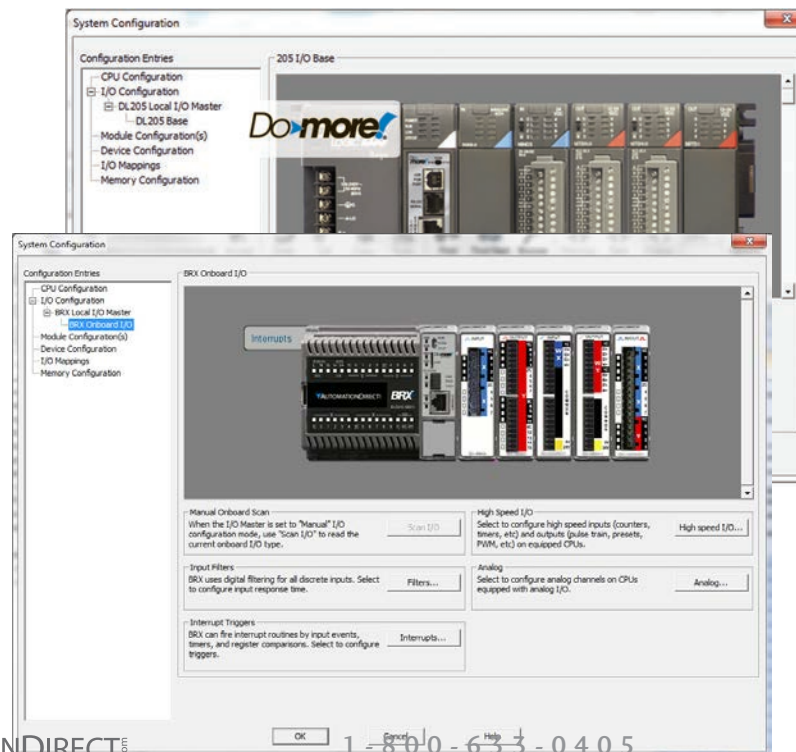 System Configuration
Configuration Entries
CPU Configuration
I/O Configuration
DL205 Local I/O Master
DL205 Base
Module Configuration(s)
Device Configuration
I/O Mappings
Memory Configuration
205 I/O Base
Do-more!
System Configuration
Configuration Entries
CPU Configuration
I/O Configuration
BRX Local I/O Master
BRX Onboard I/O
Module Configuration(s)
Device Configuration
I/O Mappings
Memory Configuration
BRX Onboard I/O
Interrupts
AUTOMATIONDIRECT
BRX
Manual Onboard Scan
When the I/O Master is set to "Manual" I/O
configuration mode, use "Scan I/O" to read the
current onboard I/O type.
Scan I/O
High Speed I/O
Select to configure high speed inputs (counters,
timers, etc) and outputs (pulse train, presets,
PWM, etc) on equipped CPUs.
High speed I/O...
Input Filters
BRX uses digital filtering for all discrete inputs. Select
to configure input response time.
Filters...
Analog
Select to configure analog channels on CPUs
equipped with analog I/O.
Analog...
Interrupt Triggers
BRX can fire interrupt routines by input events,
timers, and register comparisons. Select to configure
triggers.
Interrupts...
OK
Cancel
Help
NDIRECT
1-800-633-0405